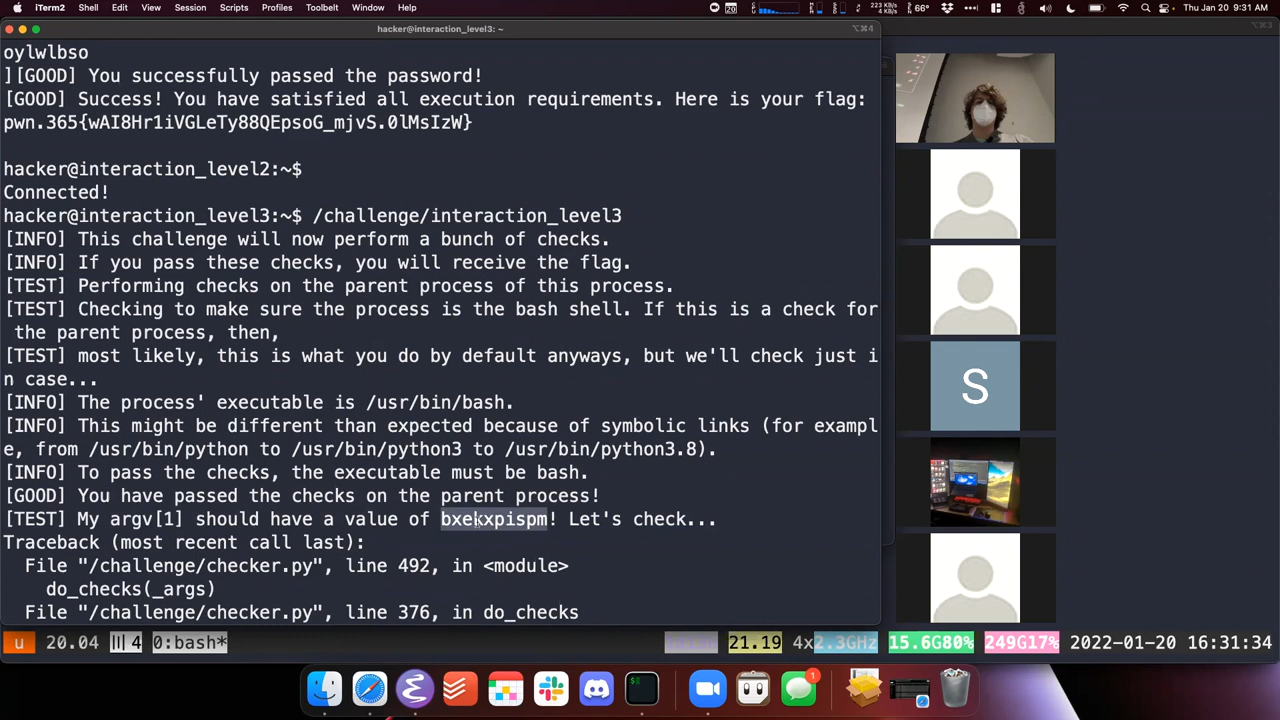 iTerm2 Shell Edit View Session Scripts Profiles Toolbelt Window Help
20
223 KB/s
4 KB/s
66°
Thu Jan 20 9:31 AM
hacker@interaction_level3: ~
⌥⌘4
⌥⌘3
oylwlbso
][GOOD] You successfully passed the password!
[GOOD] Success! You have satisfied all execution requirements. Here is your flag:
pwn.365{wAI8Hr1iVGLeTy88QEpsoG_mjvS.0lMsIzW}
hacker@interaction_level2:~$
Connected!
hacker@interaction_level3:~$ /challenge/interaction_level3
[INFO] This challenge will now perform a bunch of checks.
[INFO] If you pass these checks, you will receive the flag.
[TEST] Performing checks on the parent process of this process.
[TEST] Checking to make sure the process is the bash shell. If this is a check for
the parent process, then,
[TEST] most likely, this is what you do by default anyways, but we'll check just i
n case...
[INFO] The process' executable is /usr/bin/bash.
[INFO] This might be different than expected because of symbolic links (for exampl
e, from /usr/bin/python to /usr/bin/python3 to /usr/bin/python3.8).
[INFO] To pass the checks, the executable must be bash.
[GOOD] You have passed the checks on the parent process!
[TEST] My argv[1] should have a value of bxekxpispm! Let's check...
Traceback (most recent call last):
File "/challenge/checker.py", line 492, in <module>
do_checks(_args)
File "/challenge/checker.py", line 376, in do_checks
S
u 20.04 4 0:bash* 21.19 4x2.3GHz 15.6G80% 249G17% 2022-01-20 16:31:34
1